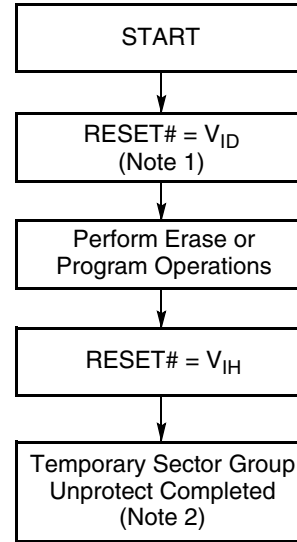 START
RESET# = VID
(Note 1)
Perform Erase or
Program Operations
RESET# = VIH
Temporary Sector Group
Unprotect Completed
(Note 2)